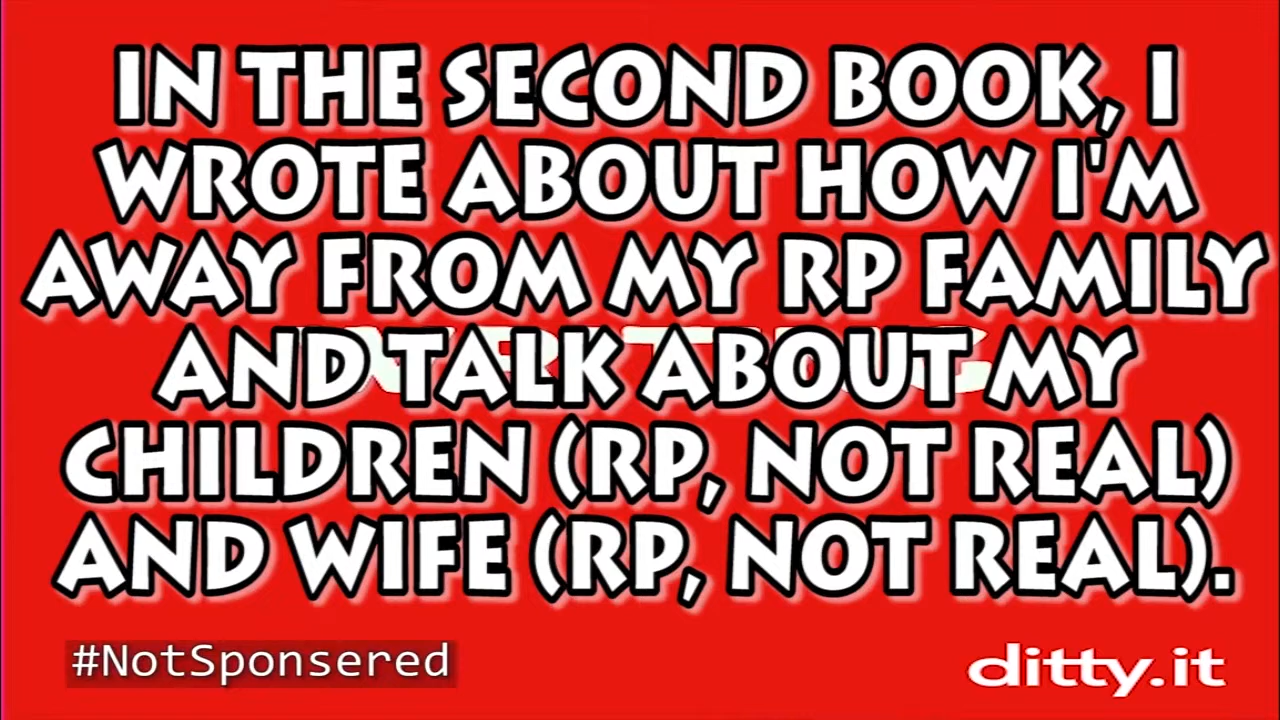 IN THE SECOND BOOK, I
WROTE ABOUT HOW I'M
AWAY FROM MY RP FAMILY
AND TALK ABOUT MY
CHILDREN (RP, NOT REAL)
AND WIFE (RP, NOT REAL).
#NotSponsered
ditty.it